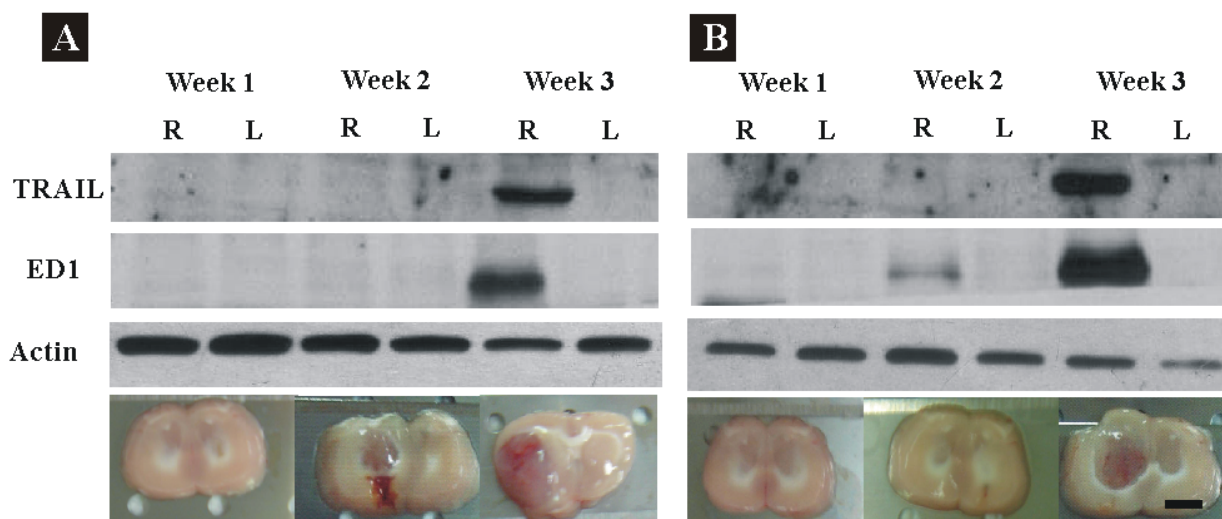 A B
Week 1 Week 2 Week 3 Week 1 Week 2 Week 3
R L R L R L R L R L R L
TRAIL
ED1
Actin